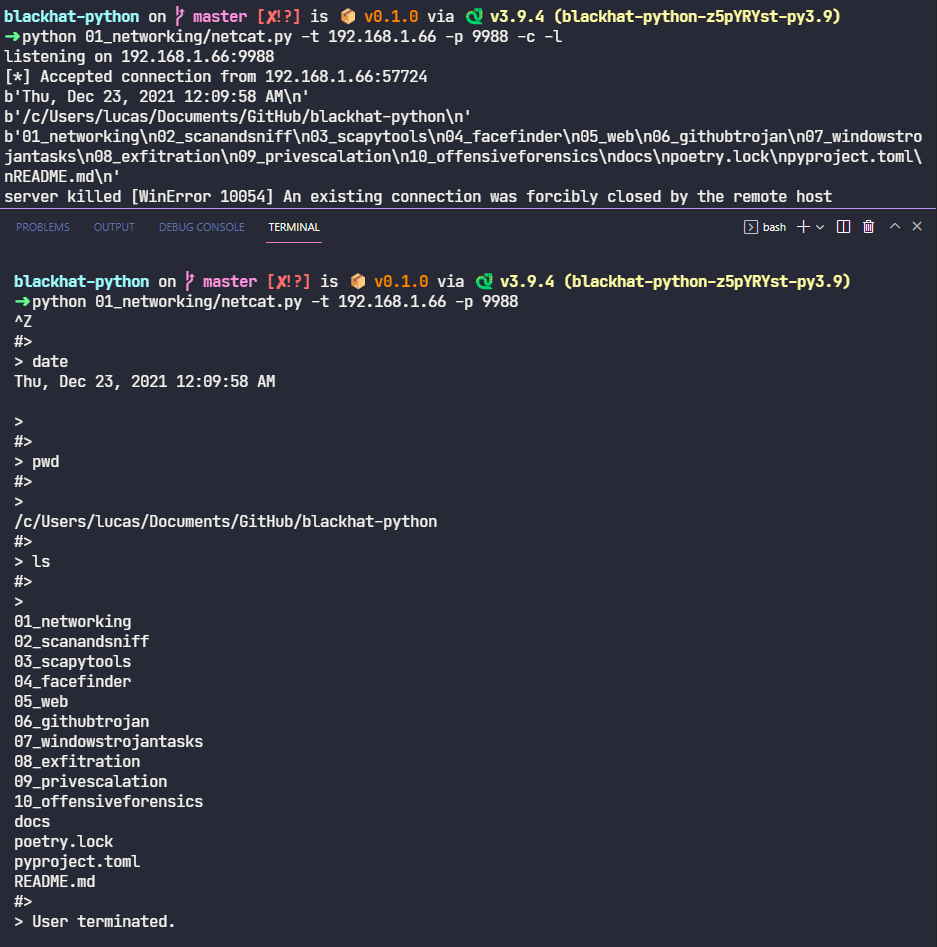 blackhat-python on master [✘!?] is 📦 v0.1.0 via 🐍 v3.9.4 (blackhat-python-z5pYRYst-py3.9)
➜python 01_networking/netcat.py -t 192.168.1.66 -p 9988 -c -l
listening on 192.168.1.66:9988
[*] Accepted connection from 192.168.1.66:57724
b'Thu, Dec 23, 2021 12:09:58 AM\n'
b'/c/Users/lucas/Documents/GitHub/blackhat-python\n'
b'01_networking\n02_scanandsniff\n03_scapytools\n04_facefinder\n05_web\n06_githubtrojan\n07_windowstro
jantasks\n08_exfitration\n09_privescalation\n10_offensiveforensics\ndocs\npoetry.lock\npyproject.toml\
nREADME.md\n'
server killed [WinError 10054] An existing connection was forcibly closed by the remote host
PROBLEMS OUTPUT DEBUG CONSOLE TERMINAL bash
blackhat-python on master [✘!?] is 📦 v0.1.0 via 🐍 v3.9.4 (blackhat-python-z5pYRYst-py3.9)
➜python 01_networking/netcat.py -t 192.168.1.66 -p 9988
^Z
#>
> date
Thu, Dec 23, 2021 12:09:58 AM
>
#>
> pwd
#>
>
/c/Users/lucas/Documents/GitHub/blackhat-python
#>
> ls
#>
>
01_networking
02_scanandsniff
03_scapytools
04_facefinder
05_web
06_githubtrojan
07_windowstrojantasks
08_exfitration
09_privescalation
10_offensiveforensics
docs
poetry.lock
pyproject.toml
README.md
#>
> User terminated.